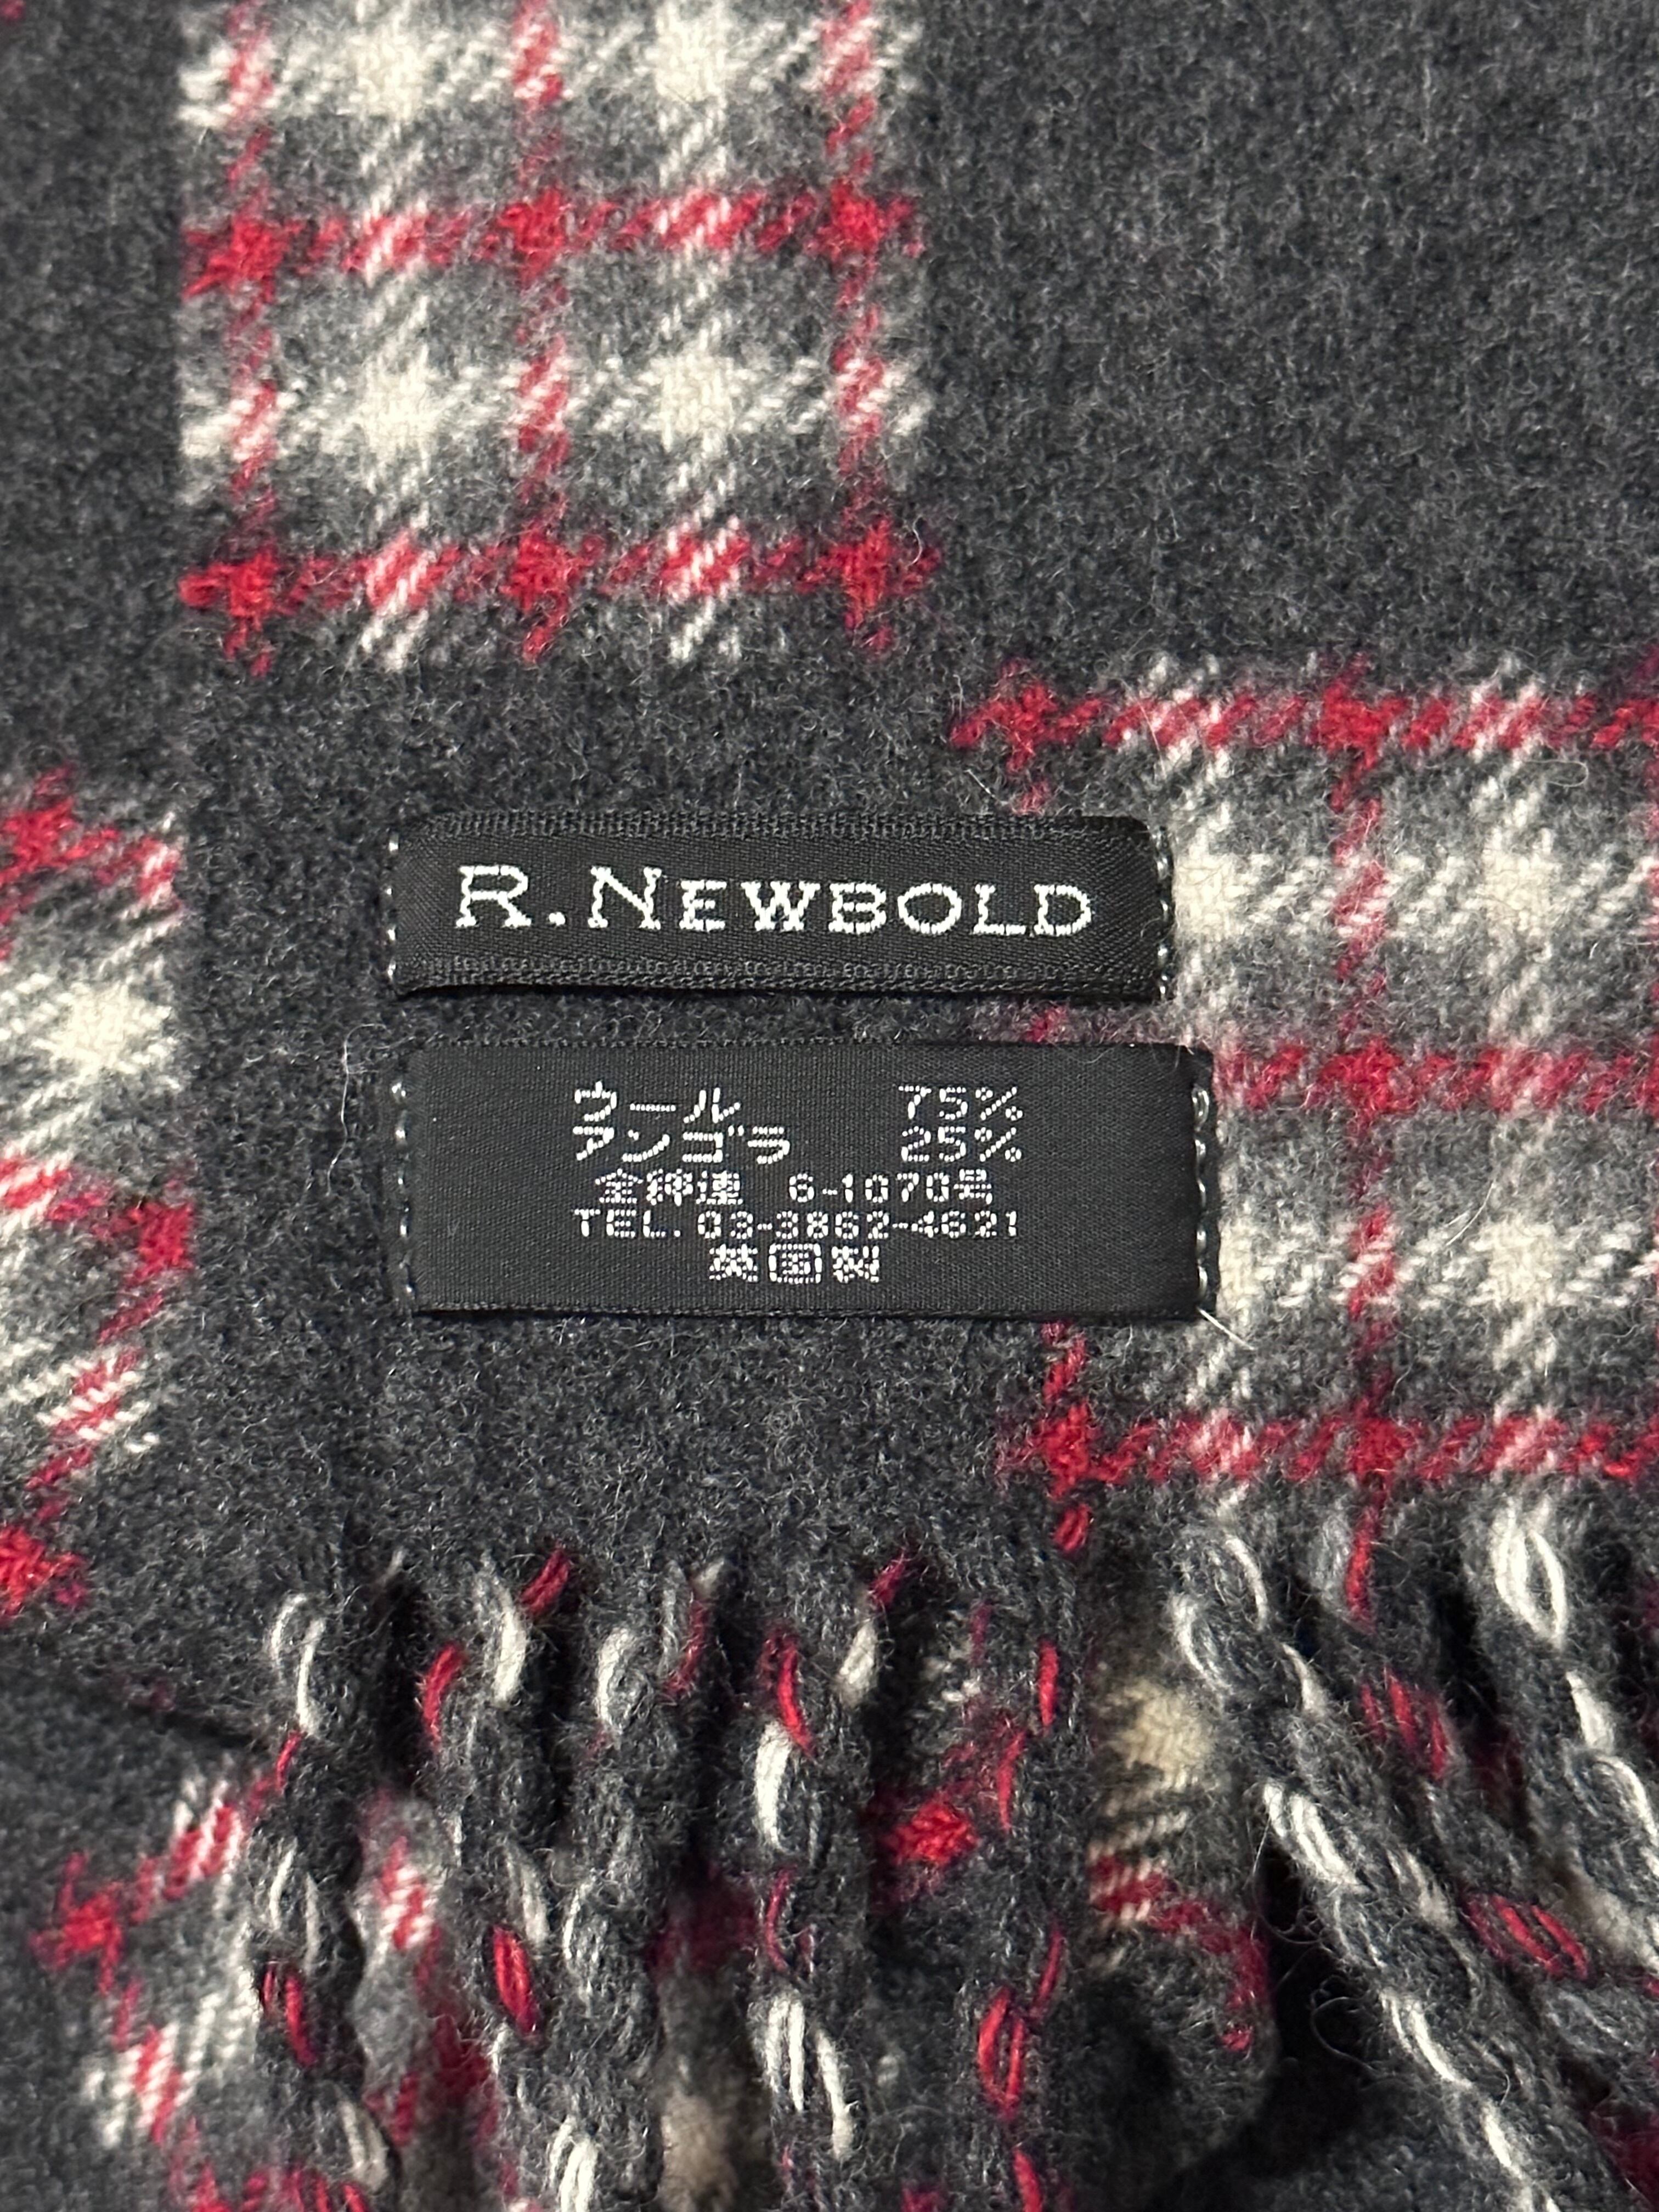 R. NEWBOLD
ウール 75%
アンゴラ 25%
全紳連 6-1070号
TEL. 03-3862-4621
英国製